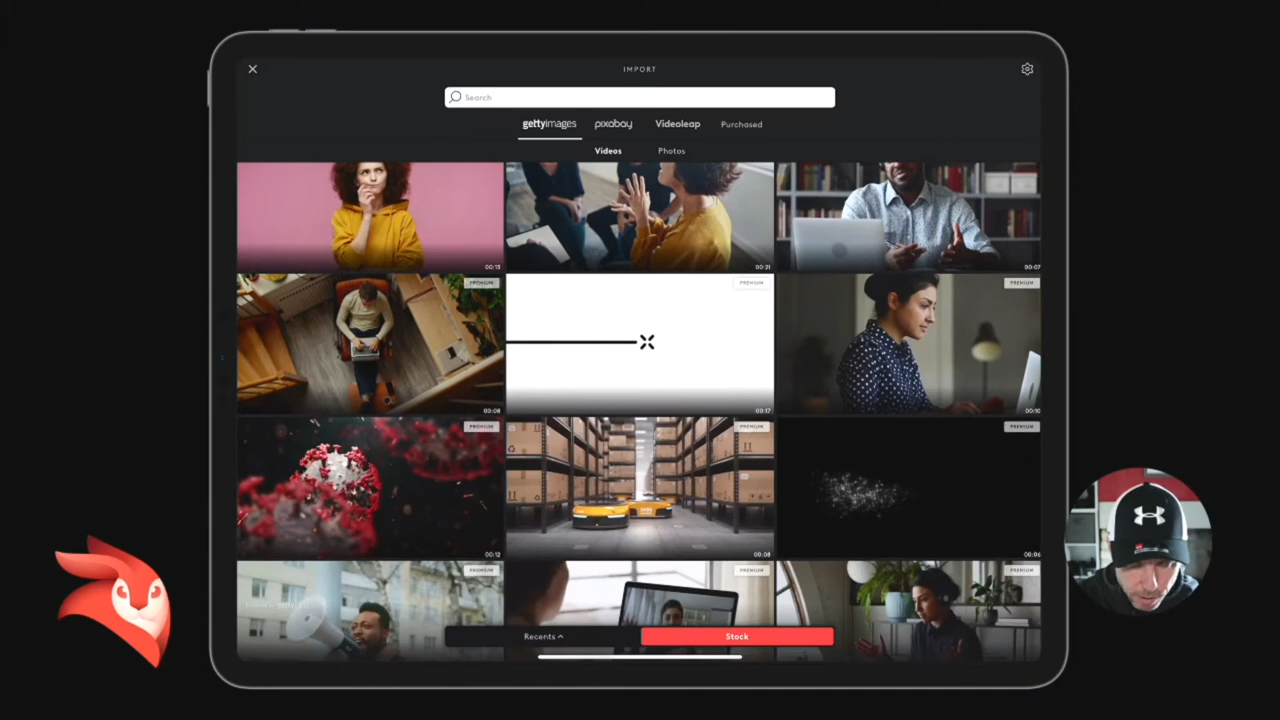 IMPORT
Search
gettyimages pixabay Videoleap Purchased
Videos Photos
00:13 00:21 00:07
PREMIUM PREMIUM PREMIUM
00:08 00:17 00:10
PREMIUM PREMIUM PREMIUM
00:12 00:08 00:06
PREMIUM PREMIUM PREMIUM
Recents Stock